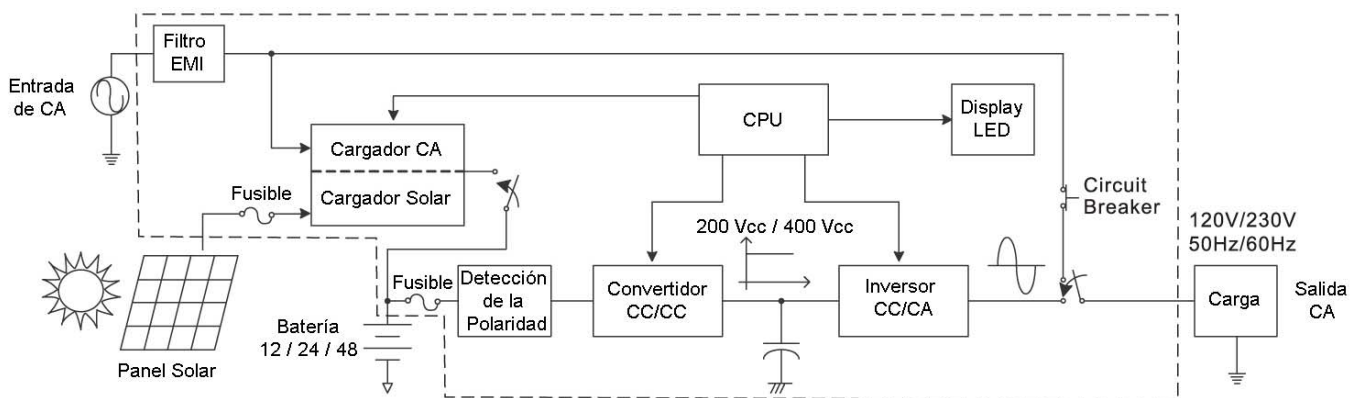 Filtro
EMI
Entrada
de CA
CPU
Display
LED
Cargador CA
Cargador Solar
Fusible
Circuit
Breaker
200 Vcc / 400 Vcc
120V/230V
50Hz/60Hz
Fusible
Detección
de la
Polaridad
Convertidor
CC/CC
Inversor
CC/CA
Carga
Salida
CA
Batería
12 / 24 / 48
Panel Solar